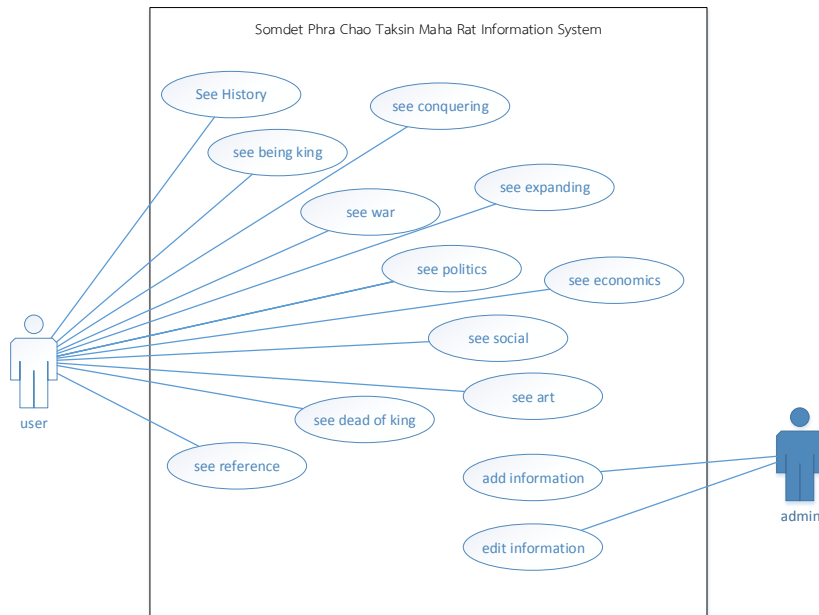 Somdet Phra Chao Taksin Maha Rat Information System
See History
see conquering
see being king
see expanding
see war
see politics
see economics
see social
see art
see dead of king
user
see reference
add information
admin
edit information